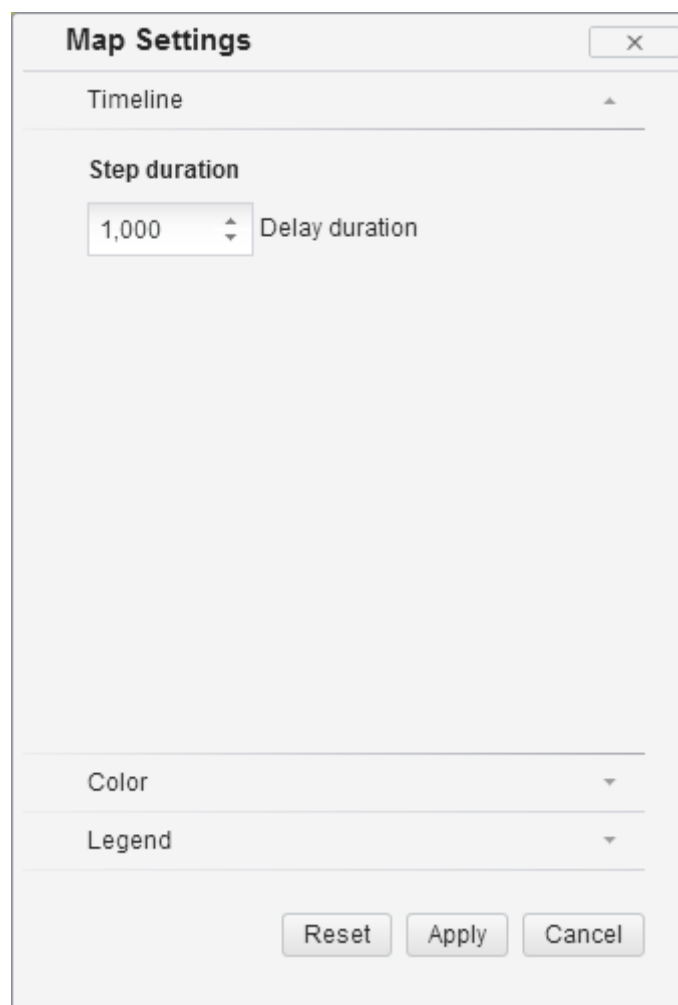 Map Settings
Timeline
Step duration
1,000 Delay duration
Color
Legend
Reset Apply Cancel